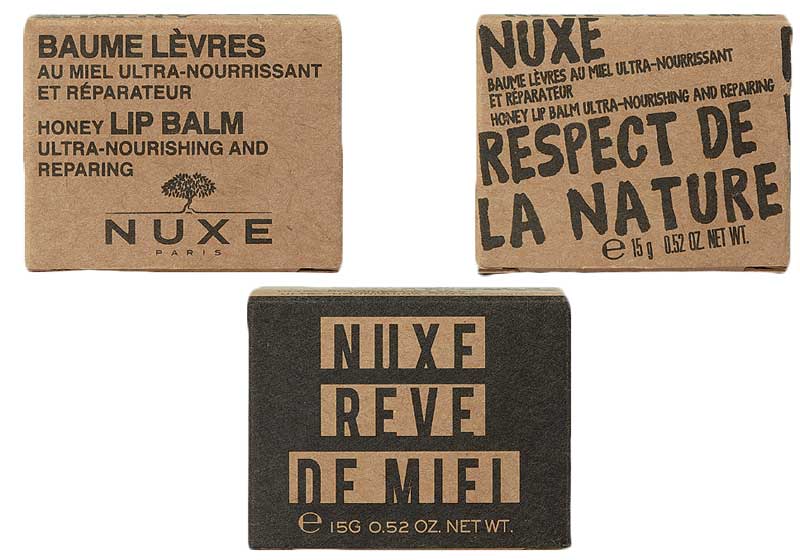 BAUME LÈVRES
AU MIEL ULTRA-NOURRISSANT
ET RÉPARATEUR
HONEY LIP BALM
ULTRA-NOURISHING AND
REPARING
NUXE
PARIS
NUXE
BAUME LÈVRES AU MIEL ULTRA-NOURRISSANT
ET RÉPARATEUR
HONEY LIP BALM ULTRA-NOURISHING AND REPAIRING
RESPECT DE
LA NATURE
e 15 g 0.52 OZ. NET WT.
NUXE
REVE
DE MIEL
e 15G 0.52 OZ. NET WT.